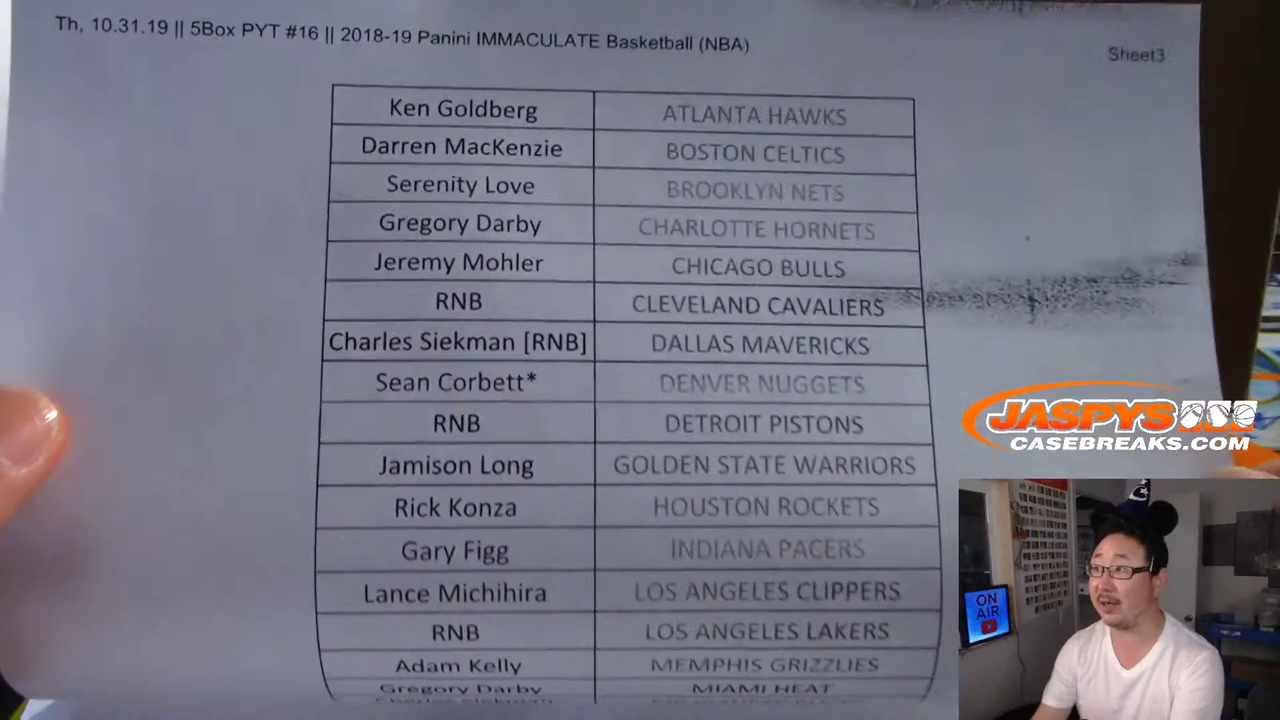 Th, 10.31.19 || 5Box PYT #16 || 2018-19 Panini IMMACULATE Basketball (NBA)
Sheet3
Ken Goldberg ATLANTA HAWKS
Darren MacKenzie BOSTON CELTICS
Serenity Love BROOKLYN NETS
Gregory Darby CHARLOTTE HORNETS
Jeremy Mohler CHICAGO BULLS
RNB CLEVELAND CAVALIERS
Charles Siekman [RNB] DALLAS MAVERICKS
Sean Corbett* DENVER NUGGETS
RNB DETROIT PISTONS
Jamison Long GOLDEN STATE WARRIORS
Rick Konza HOUSTON ROCKETS
Gary Figg INDIANA PACERS
Lance Michihira LOS ANGELES CLIPPERS
RNB LOS ANGELES LAKERS
Adam Kelly MEMPHIS GRIZZLIES
Gregory Darby MIAMI HEAT
Charles Siekman
JASPYS
CASEBREAKS.COM
ON
AIR